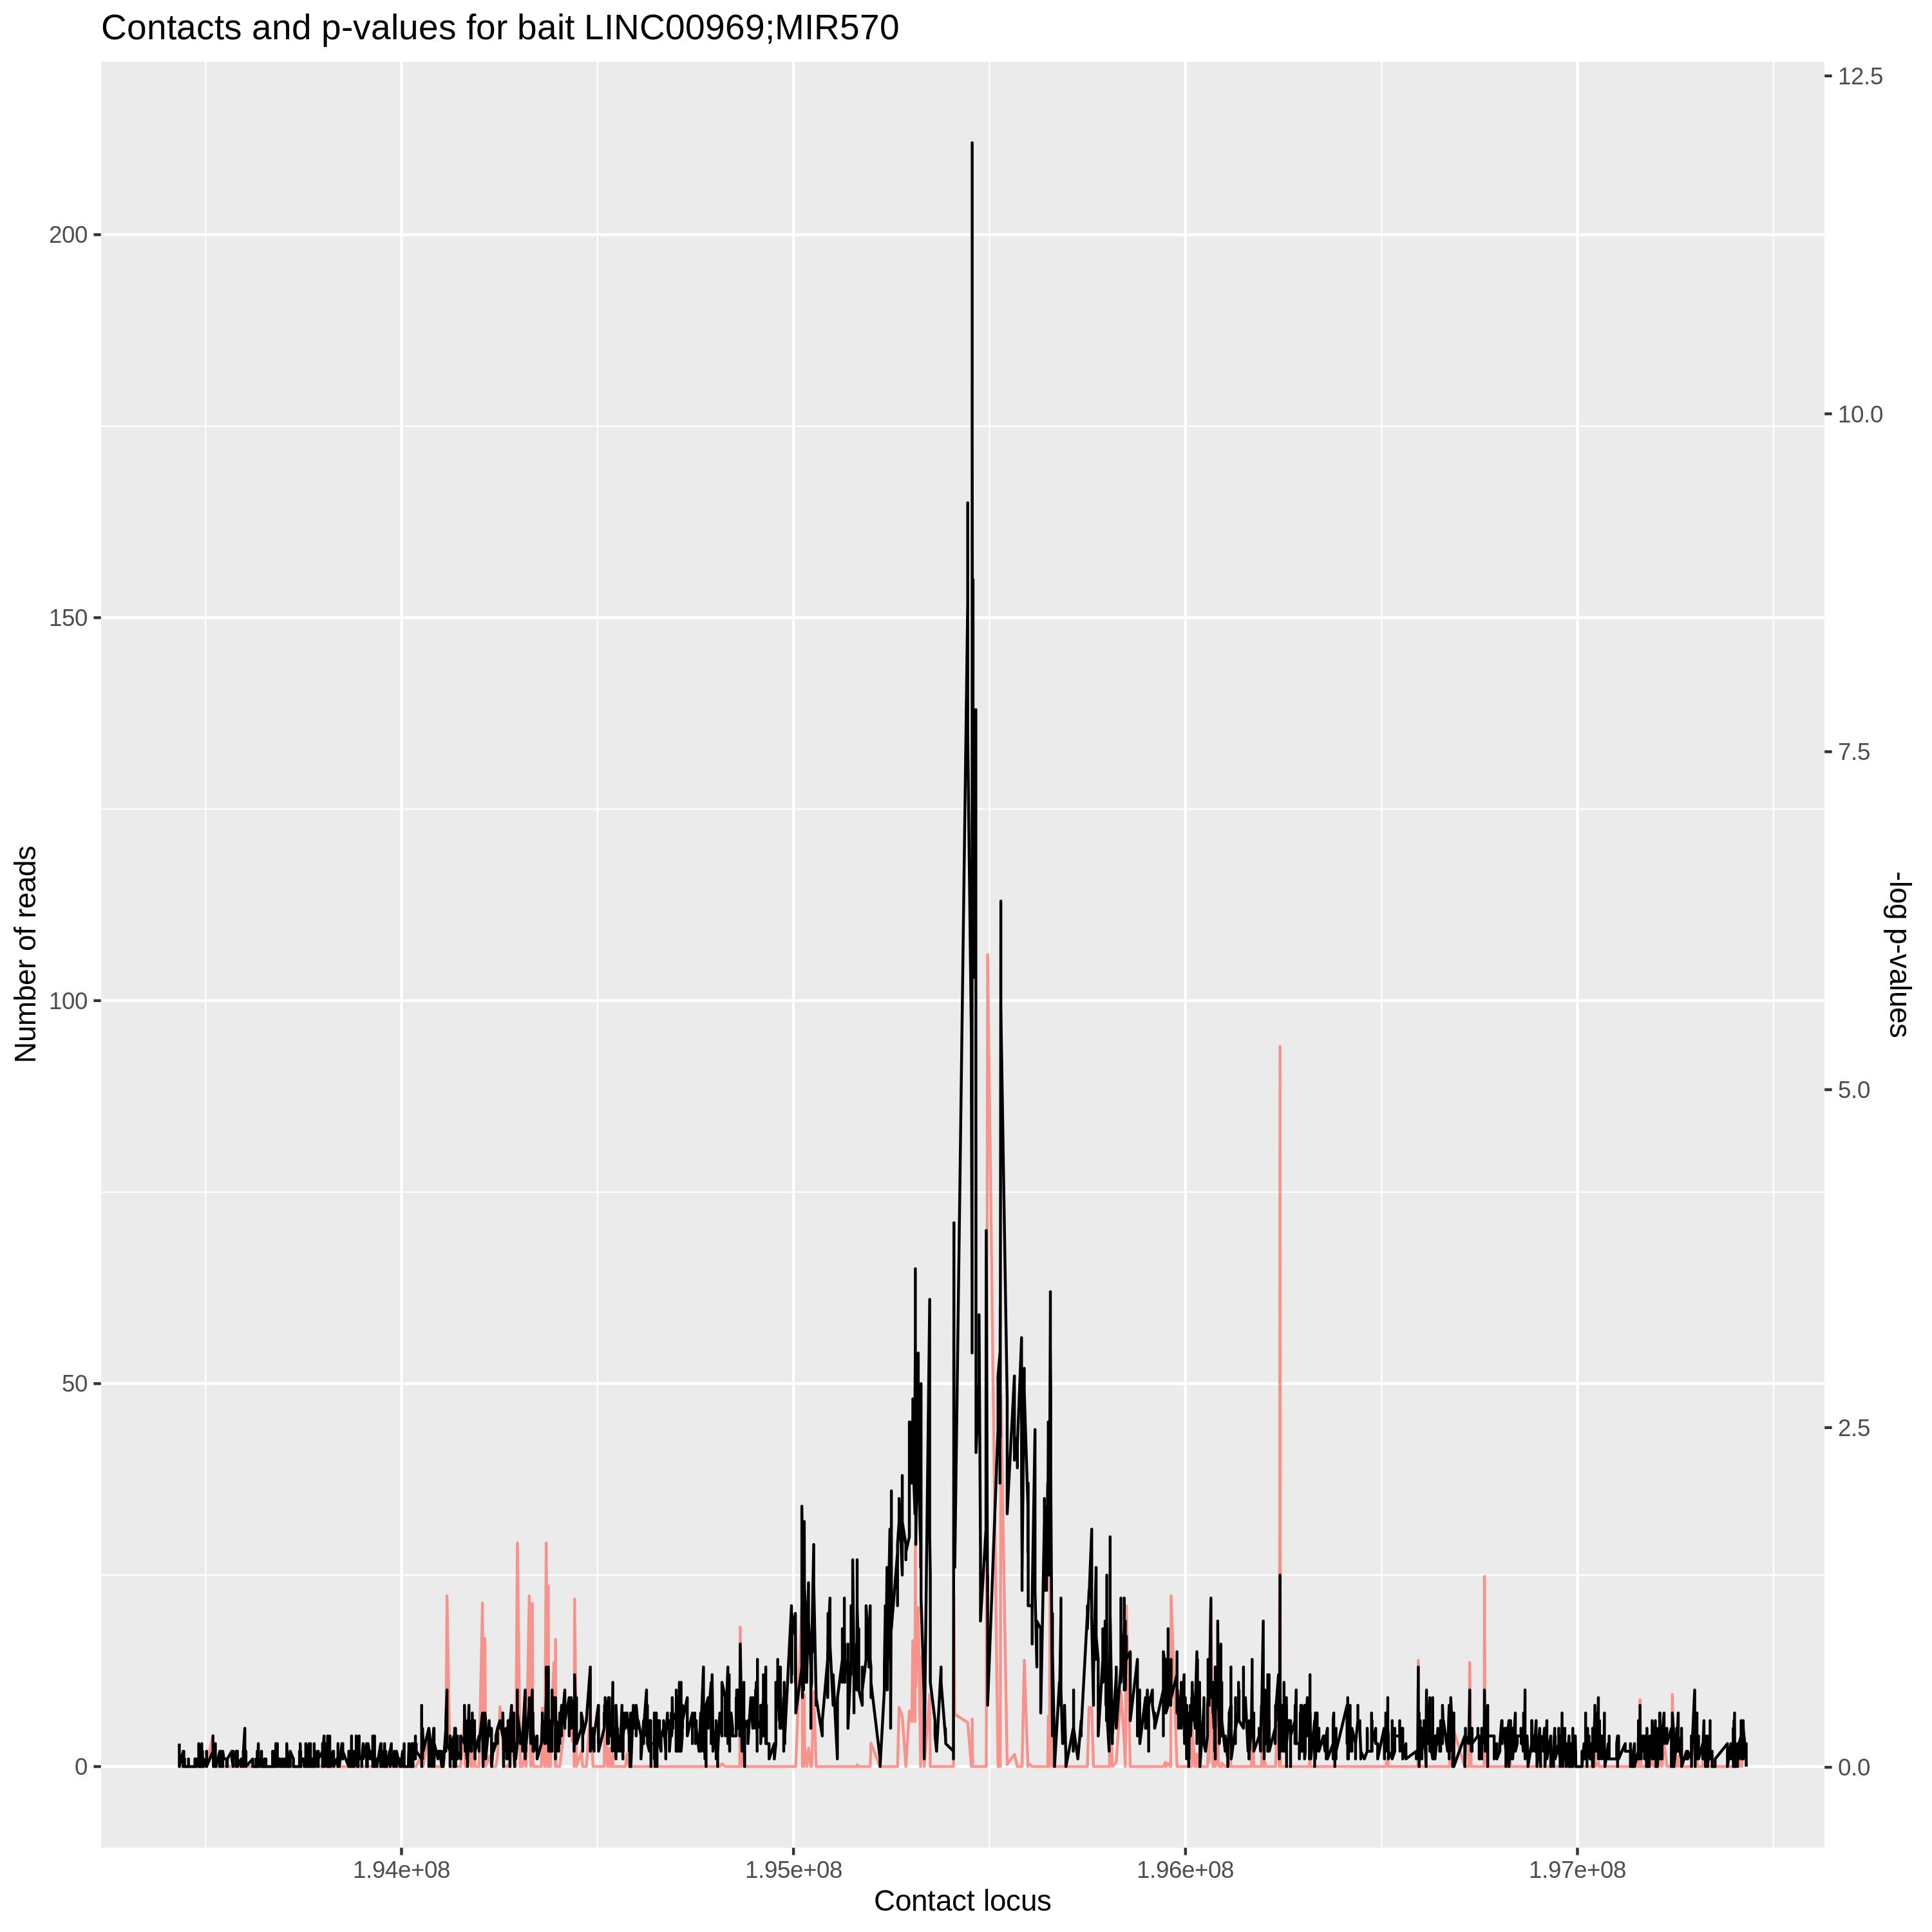 Contacts and p-values for bait LINC00969;MIR570
Number of reads
200
150
100
50
0
12.5
10.0
7.5
5.0
2.5
0.0
-log p-values
1.94e+08
1.95e+08
1.96e+08
1.97e+08
Contact locus